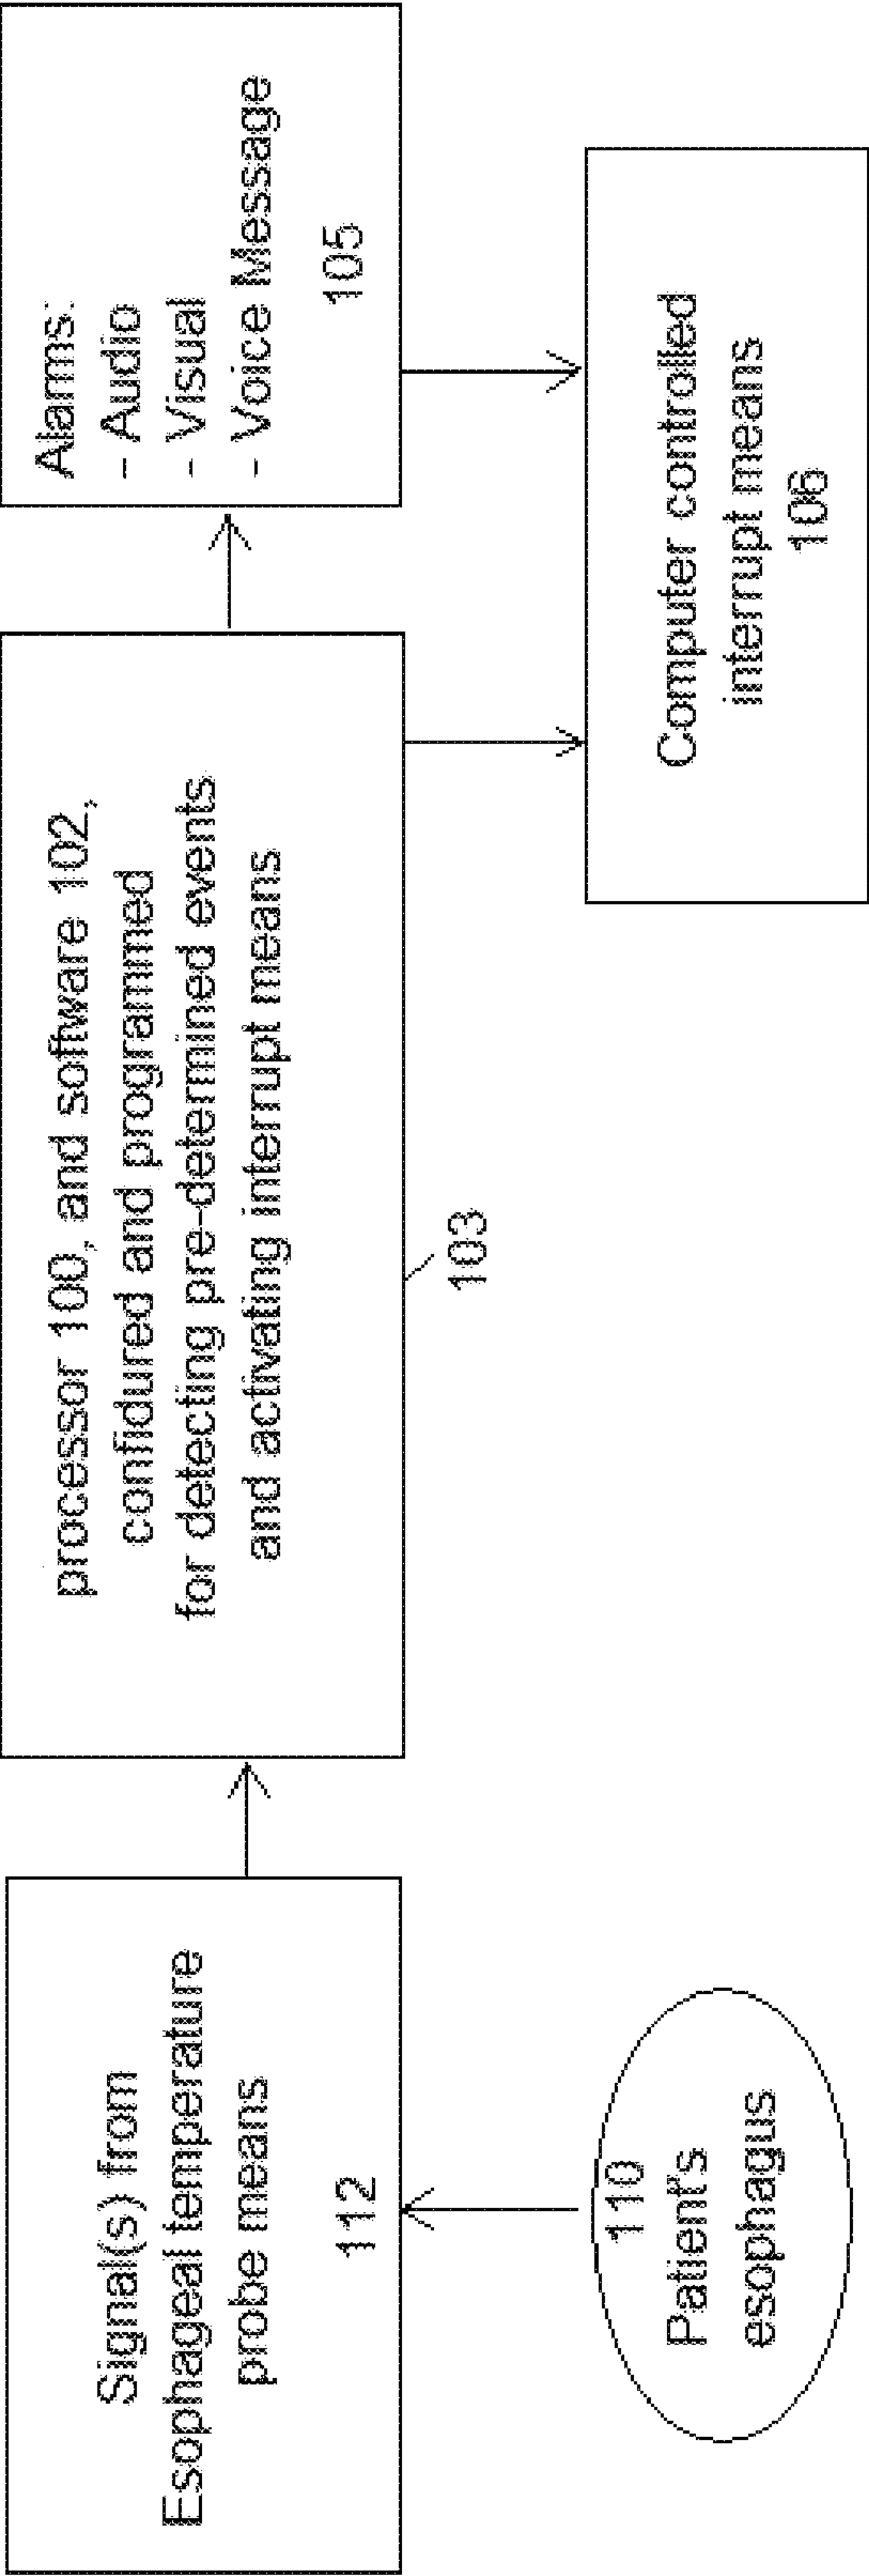 Signal(s) from
Esophageal temperature
probe means
112
110
Patient's
esophagus
processor 100, and software 102,
confidured and programmed
for detecting pre-determined events
and activating interrupt means
103
Alarms:
- Audio
- Visual
- Voice Message
105
Computer controlled
interrupt means
106